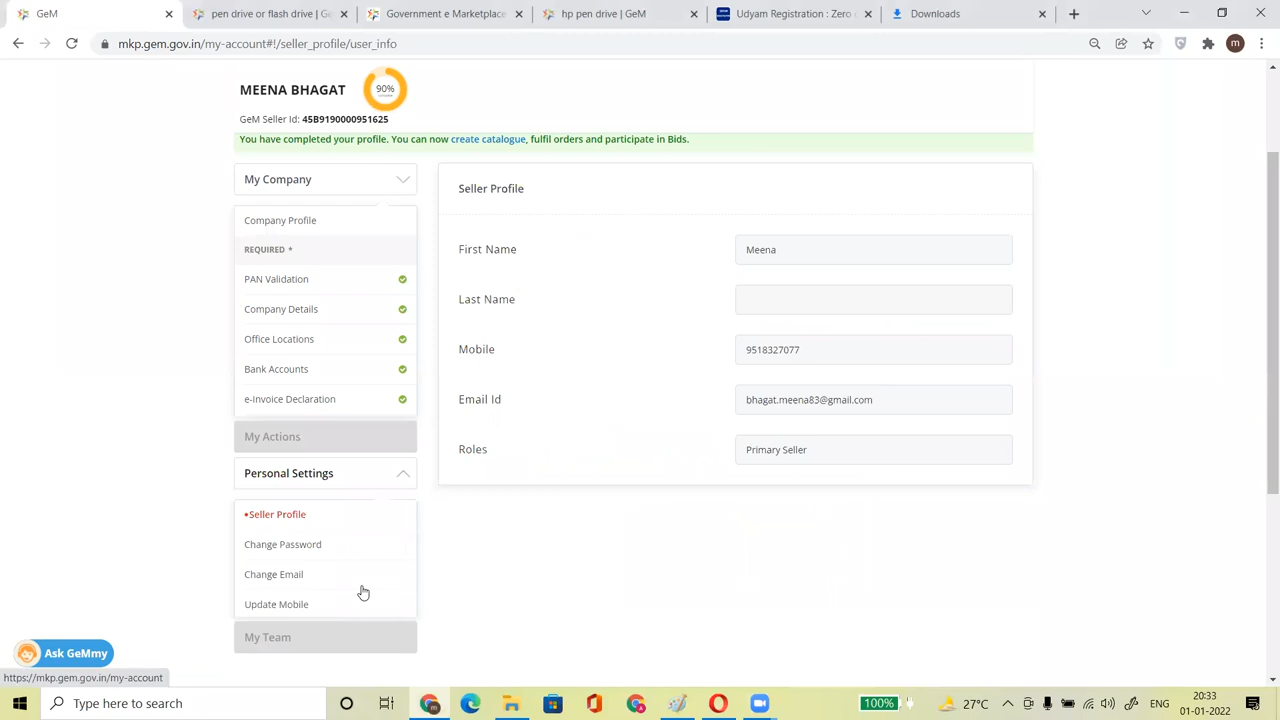 GeM
pen drive or flash drive | Ge
Government e Marketplace
hp pen drive | GeM
Udyam Registration : Zero
Downloads
mkp.gem.gov.in/my-account#!/seller_profile/user_info
m
MEENA BHAGAT
90%
GeM Seller Id: 45B9190000951625
You have completed your profile. You can now create catalogue, fulfil orders and participate in Bids.
My Company
Company Profile
REQUIRED *
PAN Validation
Company Details
Office Locations
Bank Accounts
e-Invoice Declaration
My Actions
Personal Settings
•Seller Profile
Change Password
Change Email
Update Mobile
My Team
Seller Profile
First Name
Meena
Last Name
Mobile
9518327077
Email Id
bhagat.meena83@gmail.com
Roles
Primary Seller
Ask GeMmy
https://mkp.gem.gov.in/my-account
Type here to search
100%
27°C
ENG
20:33
01-01-2022